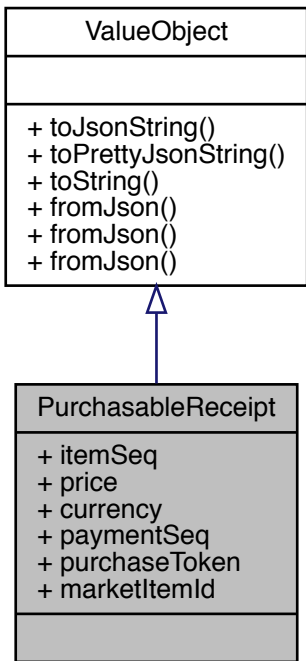 ValueObject
+ toJsonString()
+ toPrettyJsonString()
+ toString()
+ fromJson()
+ fromJson()
+ fromJson()
PurchasableReceipt
+ itemSeq
+ price
+ currency
+ paymentSeq
+ purchaseToken
+ marketItemId